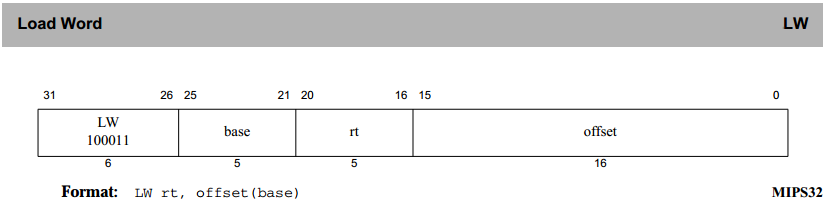 Load Word LW
31 26 25 21 20 16 15 0
LW
100011 base rt offset
6 5 5 16
Format: LW rt, offset(base) MIPS32